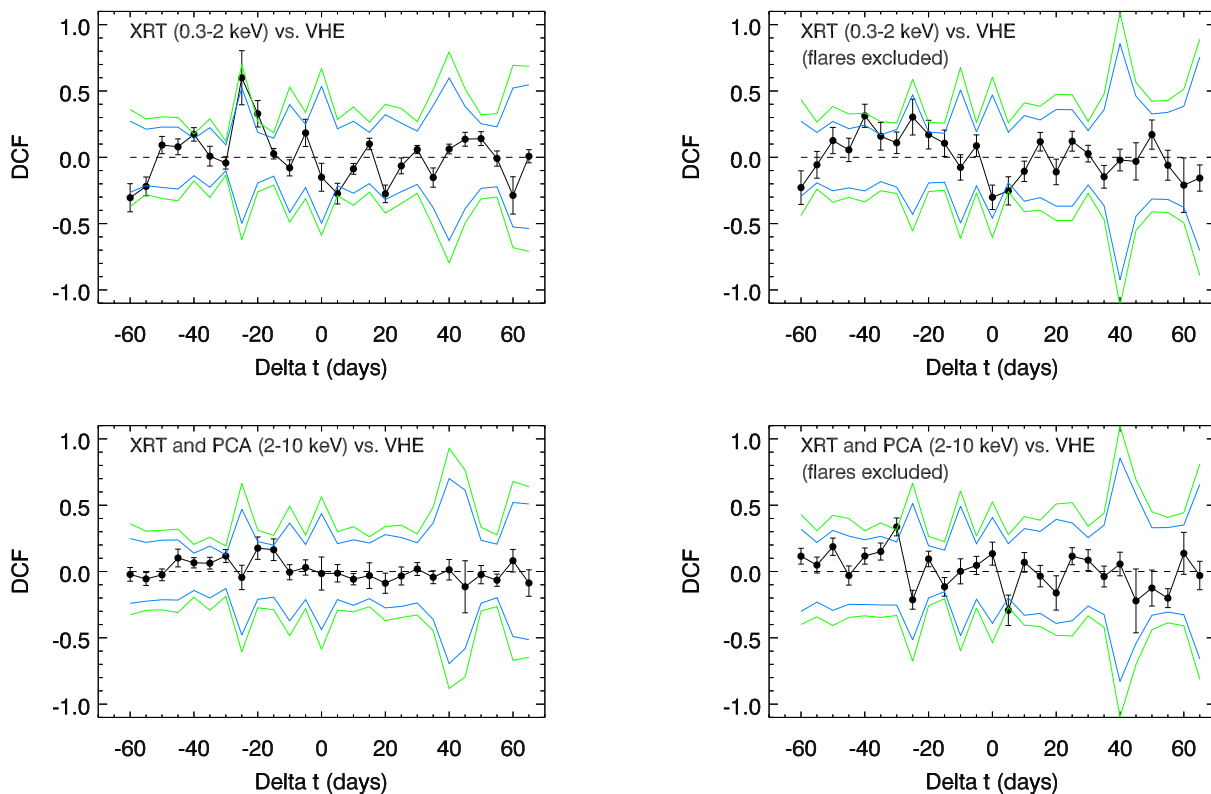 XRT (0.3-2 keV) vs. VHE
1.0
0.5
0.0
-0.5
-1.0
DCF
-60 -40 -20 0 20 40 60
Delta t (days)
XRT (0.3-2 keV) vs. VHE
(flares excluded)
1.0
0.5
0.0
-0.5
-1.0
DCF
-60 -40 -20 0 20 40 60
Delta t (days)
XRT and PCA (2-10 keV) vs. VHE
1.0
0.5
0.0
-0.5
-1.0
DCF
-60 -40 -20 0 20 40 60
Delta t (days)
XRT and PCA (2-10 keV) vs. VHE
(flares excluded)
1.0
0.5
0.0
-0.5
-1.0
DCF
-60 -40 -20 0 20 40 60
Delta t (days)